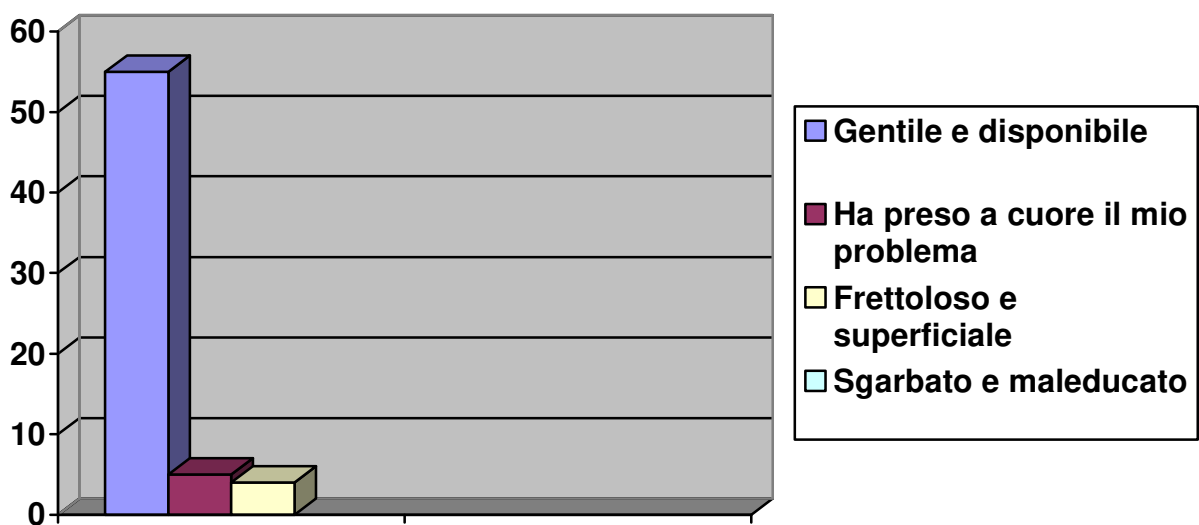 60
50
40
30
20
10
0
Gentile e disponibile
Ha preso a cuore il mio
problema
Frettoloso e
superficiale
Sgarbato e maleducato